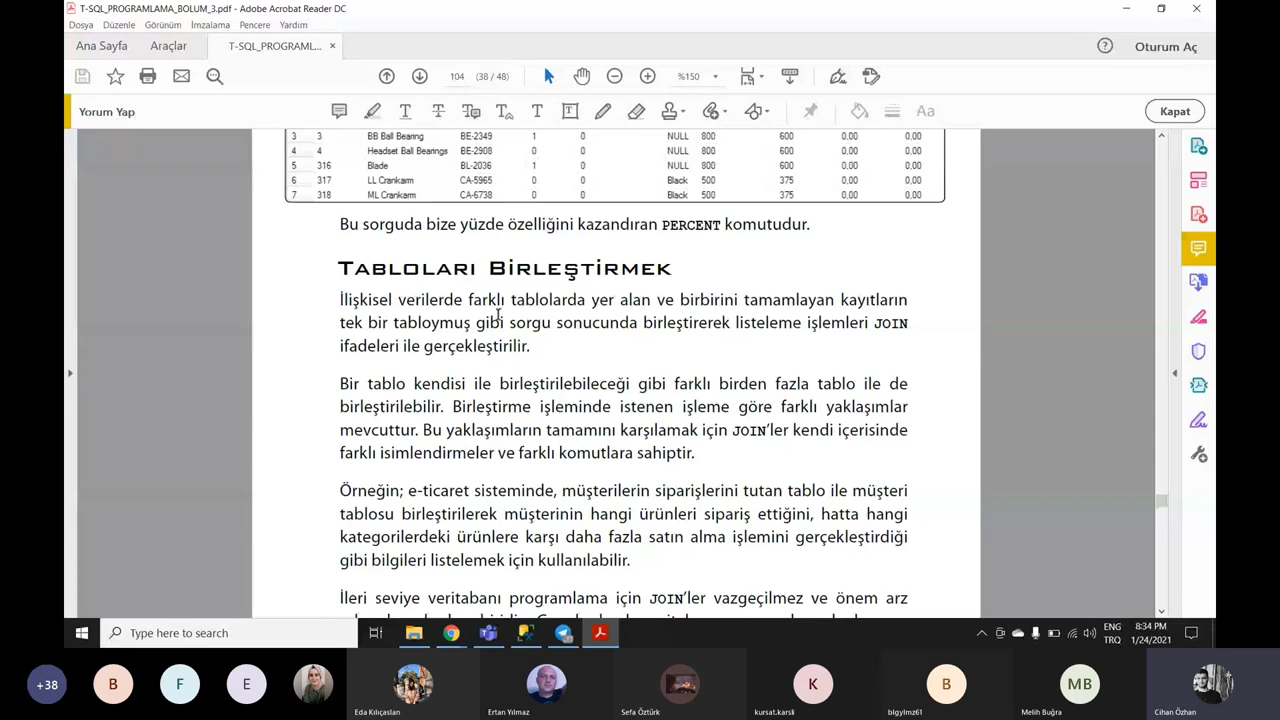 T-SQL_PROGRAMLAMA_BOLUM_3.pdf - Adobe Acrobat Reader DC
Dosya Düzenle Görünüm İmzalama Pencere Yardım
Ana Sayfa Araçlar T-SQL_PROGRAML... × Oturum Aç
104 (38 / 48) %150
Yorum Yap Aa Kapat
3 3 BB Ball Bearing BE-2349 1 0 NULL 800 600 0,00 0,00
4 4 Headset Ball Bearings BE-2908 0 0 NULL 800 600 0,00 0,00
5 316 Blade BL-2036 1 0 NULL 800 600 0,00 0,00
6 317 LL Crankarm CA-5965 0 0 Black 500 375 0,00 0,00
7 318 ML Crankarm CA-6738 0 0 Black 500 375 0,00 0,00
Bu sorguda bize yüzde özelliğini kazandıran PERCENT komutudur.
TABLOLARI BİRLEŞTİRMEK
İlişkisel verilerde farklı tablolarda yer alan ve birbirini tamamlayan kayıtların
tek bir tabloymuş gibi sorgu sonucunda birleştirerek listeleme işlemleri JOIN
ifadeleri ile gerçekleştirilir.
Bir tablo kendisi ile birleştirilebileceği gibi farklı birden fazla tablo ile de
birleştirilebilir. Birleştirme işleminde istenen işleme göre farklı yaklaşımlar
mevcuttur. Bu yaklaşımların tamamını karşılamak için JOIN'ler kendi içerisinde
farklı isimlendirmeler ve farklı komutlara sahiptir.
Örneğin; e-ticaret sisteminde, müşterilerin siparişlerini tutan tablo ile müşteri
tablosu birleştirilerek müşterinin hangi ürünleri sipariş ettiğini, hatta hangi
kategorilerdeki ürünlere karşı daha fazla satın alma işlemini gerçekleştirdiği
gibi bilgileri listelemek için kullanılabilir.
İleri seviye veritabanı programlama için JOIN'ler vazgeçilmez ve önem arz
Type here to search
ENG 8:34 PM
TRQ 1/24/2021
+38 B F E K B MB
Eda Kılıçaslan Ertan Yılmaz Sefa Öztürk kursat.karsli blgylmz61 Melih Buğra Cihan Özhan